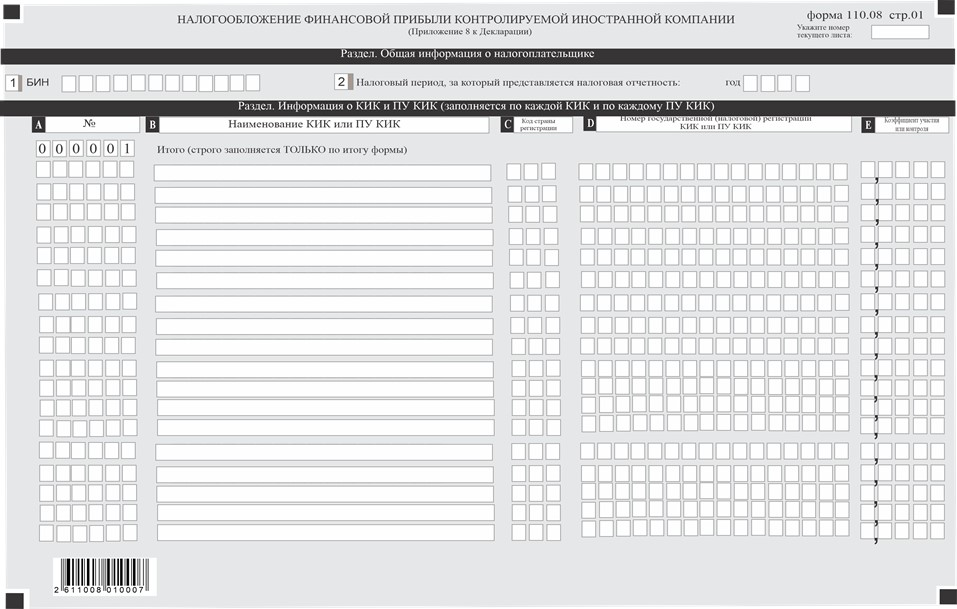 НАЛОГООБЛОЖЕНИЕ ФИНАНСОВОЙ ПРИБЫЛИ КОНТРОЛИРУЕМОЙ ИНОСТРАННОЙ КОМПАНИИ
(Приложение 8 к Декларации)
форма 110.08 стр.01
Укажите номер
текущего листа:
Раздел. Общая информация о налогоплательщике
1 БИН
2 Налоговый период, за который представляется налоговая отчетность: год
Раздел. Информация о КИК и ПУ КИК (заполняется по каждой КИК и по каждому ПУ КИК)
A №
B Наименование КИК или ПУ КИК
C Код страны
регистрации
D Номер государственной (налоговой) регистрации
КИК или ПУ КИК
E Коэффициент участия
или контроля
000001 Итого (строго заполняется ТОЛЬКО по итогу формы)
2 611008 010007